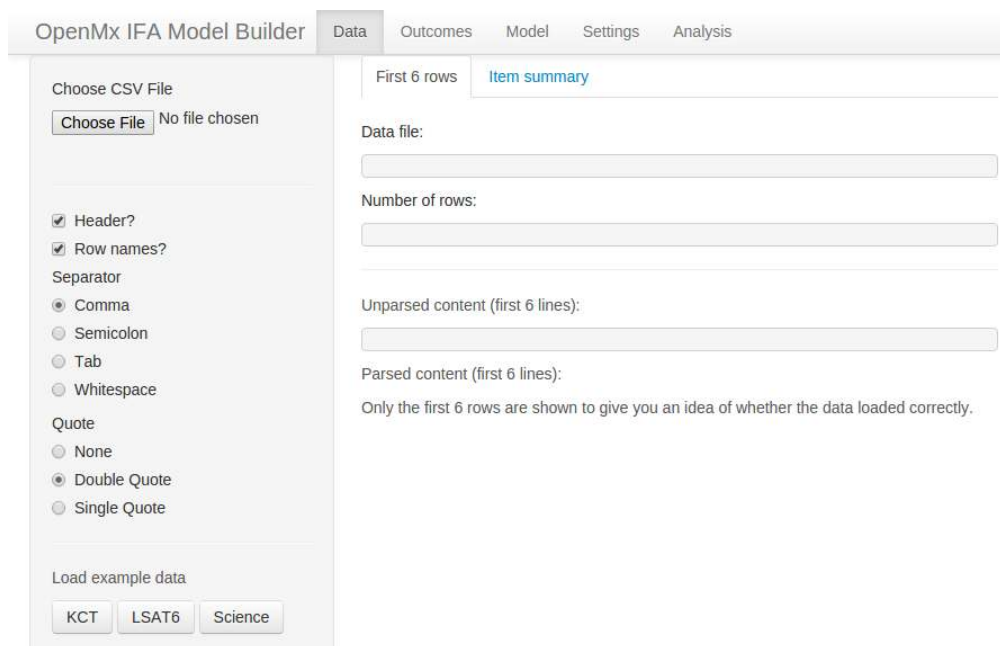 OpenMx IFA Model Builder Data Outcomes Model Settings Analysis
Choose CSV File
Choose File No file chosen
Header?
Row names?
Separator
Comma
Semicolon
Tab
Whitespace
Quote
None
Double Quote
Single Quote
Load example data
KCT LSAT6 Science
First 6 rows Item summary
Data file:
Number of rows:
Unparsed content (first 6 lines):
Parsed content (first 6 lines):
Only the first 6 rows are shown to give you an idea of whether the data loaded correctly.